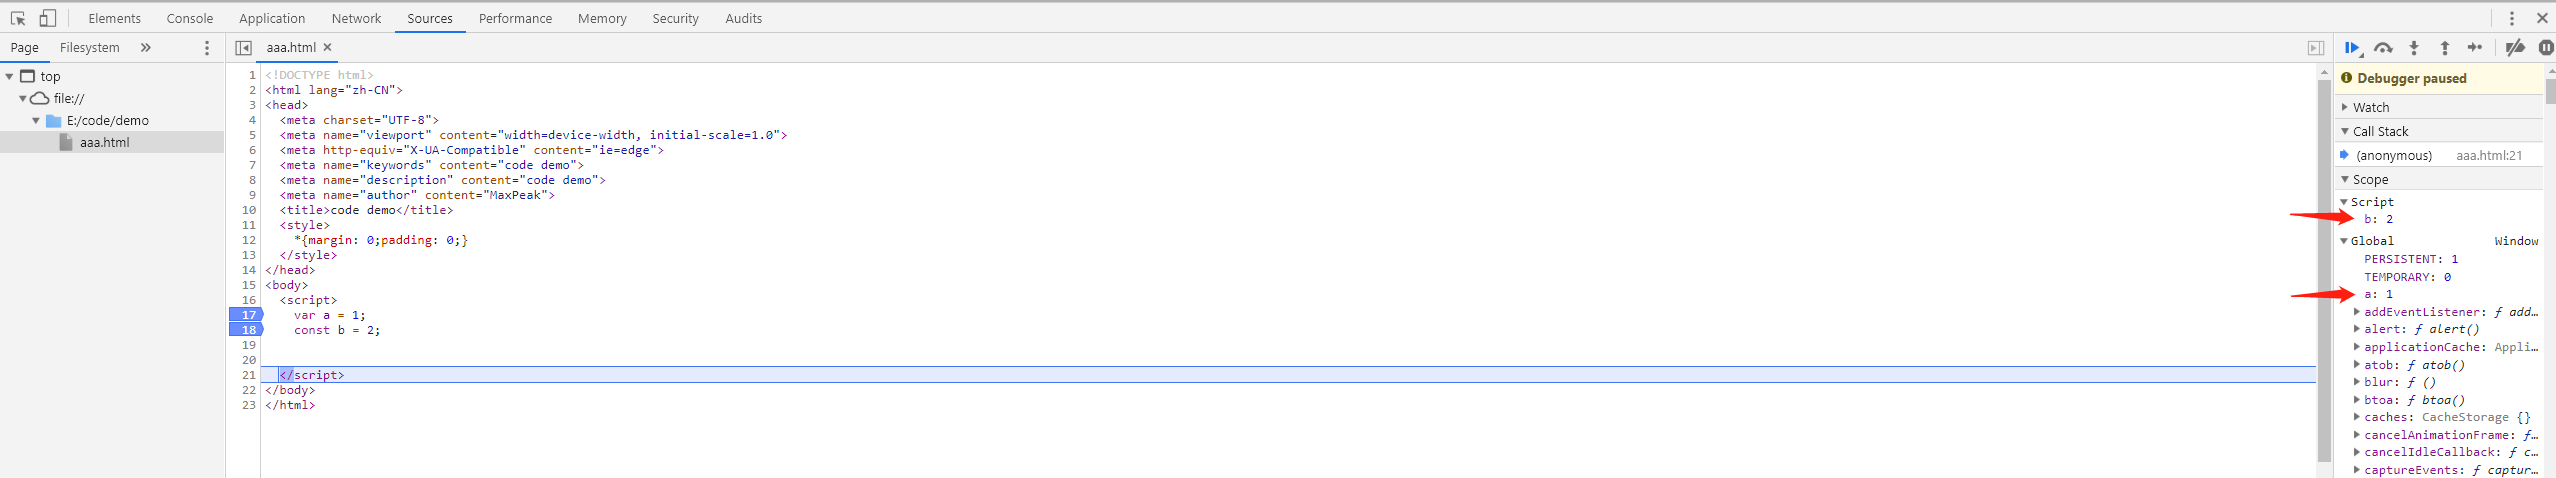 Elements Console Application Network Sources Performance Memory Security Audits
Page Filesystem »
aaa.html ×
top
file://
E:/code/demo
aaa.html
1 <!DOCTYPE html>
2 <html lang="zh-CN">
3 <head>
4 <meta charset="UTF-8">
5 <meta name="viewport" content="width=device-width, initial-scale=1.0">
6 <meta http-equiv="X-UA-Compatible" content="ie=edge">
7 <meta name="keywords" content="code demo">
8 <meta name="description" content="code demo">
9 <meta name="author" content="MaxPeak">
10 <title>code demo</title>
11 <style>
12 *{margin: 0;padding: 0;}
13 </style>
14 </head>
15 <body>
16 <script>
17 var a = 1;
18 const b = 2;
19
20
21 </script>
22 </body>
23 </html>
Debugger paused
Watch
Call Stack
(anonymous) aaa.html:21
Scope
Script
b: 2
Global Window
PERSISTENT: 1
TEMPORARY: 0
a: 1
addEventListener: ƒ add…
alert: ƒ alert()
applicationCache: Appli…
atob: ƒ atob()
blur: ƒ ()
btoa: ƒ btoa()
caches: CacheStorage {}
cancelAnimationFrame: ƒ…
cancelIdleCallback: ƒ c…
captureEvents: ƒ captur…